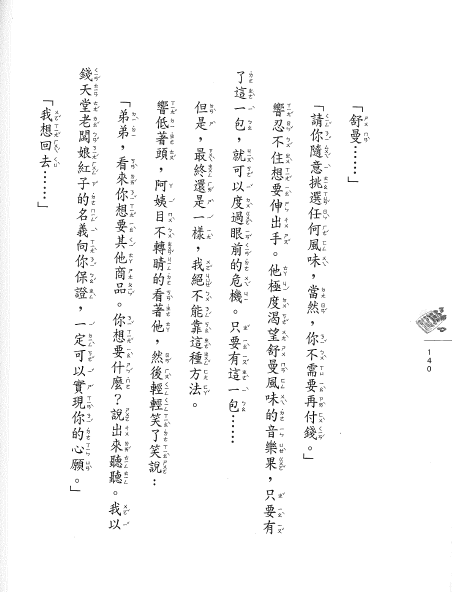 「舒曼……」
「請你隨意挑選任何風味，當然，你不需要再付錢。」
響忍不住想要伸出手。他極度渴望舒曼風味的音樂果，只要有
了這一包，就可以度過眼前的危機。只要有這一包……
但是，最終還是一樣，我絕不能靠這種方法。
響低著頭，阿姨目不轉睛的看著他，然後輕輕笑了笑說：
「弟弟，看來你想要其他商品。你想要什麼？說出來聽聽。我以
錢天堂老闆娘紅子的名義向你保證，一定可以實現你的心願。」
「我想回去……」
140